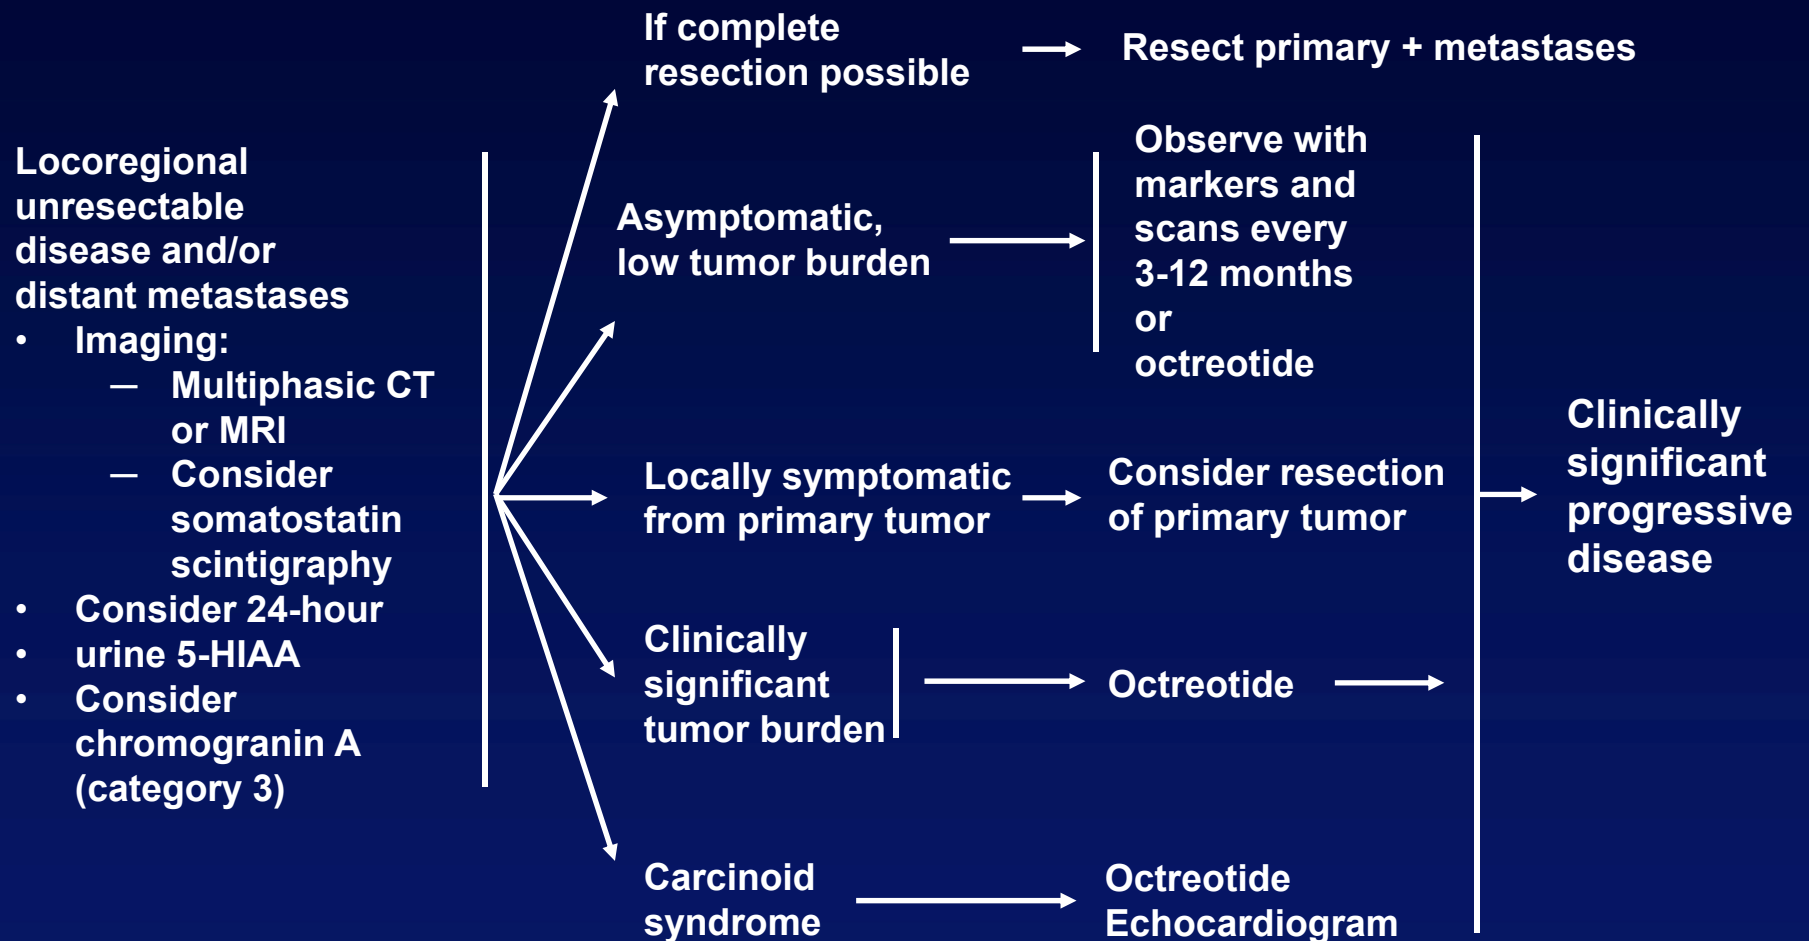 Locoregional
unresectable
disease and/or
distant metastases
• Imaging:
— Multiphasic CT
or MRI
— Consider
somatostatin
scintigraphy
• Consider 24-hour
• urine 5-HIAA
• Consider
chromogranin A
(category 3)
If complete
resection possible
Resect primary + metastases
Asymptomatic,
low tumor burden
Observe with
markers and
scans every
3-12 months
or
octreotide
Locally symptomatic
from primary tumor
Consider resection
of primary tumor
Clinically
significant
tumor burden
Octreotide
Carcinoid
syndrome
Octreotide
Echocardiogram
Clinically
significant
progressive
disease